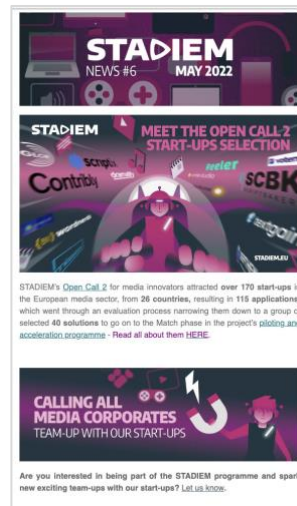 STADIEM
NEWS #6 MAY 2022
STADIEM
MEET THE OPEN CALL 2
START-UPS SELECTION
scripti
Contribly
SCBK
STADIEM.EU
STADIEM's Open Call 2 for media innovators attracted over 170 start-ups
the European media sector, from 26 countries, resulting in 115 applications
which went through an evaluation process narrowing them down to a group
selected 40 solutions to go on to the Match phase in the project's piloting
acceleration programme - Read all about them HERE.
CALLING ALL
MEDIA CORPORATES
TEAM-UP WITH OUR START-UPS
Are you interested in being part of the STADIEM programme and
new exciting team-ups with our start-ups? Let us know.